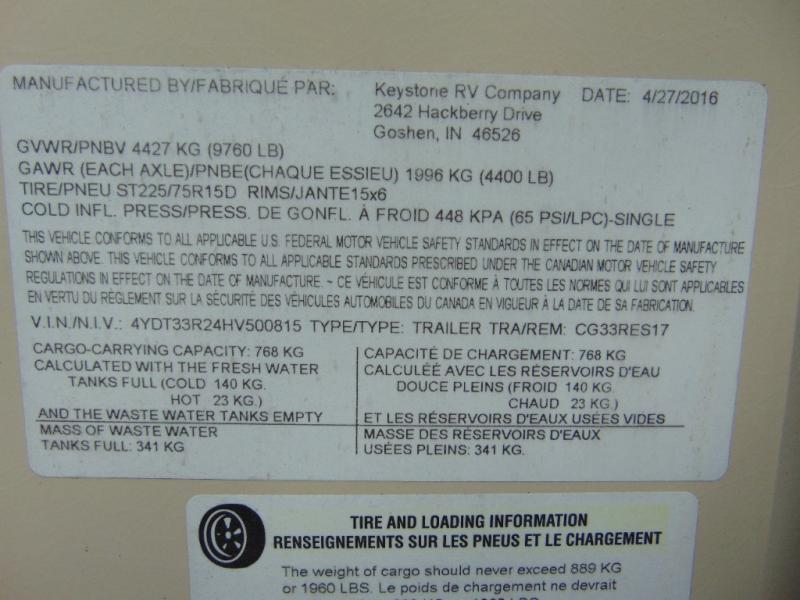 MANUFACTURED BY/FABRIQUÉ PAR: Keystone RV Company DATE: 4/27/2016
2642 Hackberry Drive
Goshen, IN 46526
GVWR/PNBV 4427 KG (9760 LB)
GAWR (EACH AXLE)/PNBE(CHAQUE ESSIEU) 1996 KG (4400 LB)
TIRE/PNEU ST225/75R15D RIMS/JANTE15x6
COLD INFL. PRESS/PRESS. DE GONFL. À FROID 448 KPA (65 PSI/LPC)-SINGLE
THIS VEHICLE CONFORMS TO ALL APPLICABLE U.S. FEDERAL MOTOR VEHICLE SAFETY STANDARDS IN EFFECT ON THE DATE OF MANUFACTURE
SHOWN ABOVE. THIS VEHICLE CONFORMS TO ALL APPLICABLE STANDARDS PRESCRIBED UNDER THE CANADIAN MOTOR VEHICLE SAFETY
REGULATIONS IN EFFECT ON THE DATE OF MANUFACTURE. ~ CE VÉHICULE EST CONFORME À TOUTES LES NORMES QUI LUI SONT APPLICABLES
EN VERTU DU RÈGLEMENT SUR LA SÉCURITÉ DES VÉHICULES AUTOMOBILES DU CANADA EN VIGUEUR À LA DATE DE SA FABRICATION.
V.I.N./N.I.V.: 4YDT33R24HV500815 TYPE/TYPE: TRAILER TRA/REM: CG33RES17
CARGO-CARRYING CAPACITY: 768 KG
CALCULATED WITH THE FRESH WATER
TANKS FULL (COLD 140 KG.
HOT 23 KG.)
AND THE WASTE WATER TANKS EMPTY
MASS OF WASTE WATER
TANKS FULL: 341 KG
CAPACITÉ DE CHARGEMENT: 768 KG
CALCULÉE AVEC LES RÉSERVOIRS D'EAU
DOUCE PLEINS (FROID 140 KG.
CHAUD 23 KG.)
ET LES RÉSERVOIRS D'EAUX USÉES VIDES
MASSE DES RÉSERVOIRS D'EAUX
USÉES PLEINS: 341 KG.
TIRE AND LOADING INFORMATION
RENSEIGNEMENTS SUR LES PNEUS ET LE CHARGEMENT
The weight of cargo should never exceed 889 KG
or 1960 LBS. Le poids de chargement ne devrait